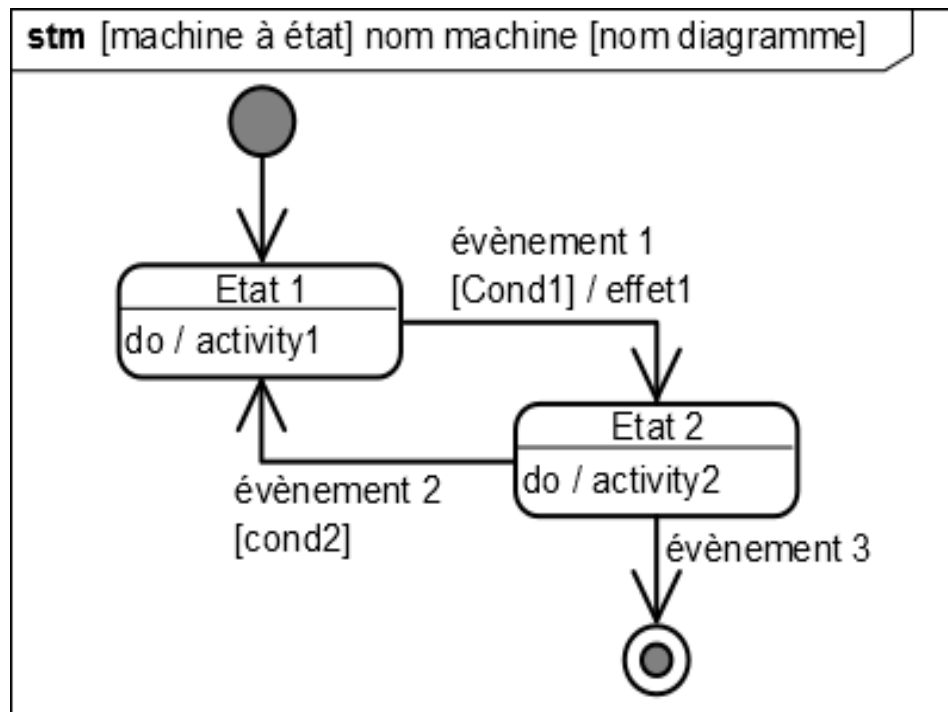 stm [machine à état] nom machine [nom diagramme]
évènement 1
[Cond1] / effet1
Etat 1
do / activity1
Etat 2
do / activity2
évènement 2
[cond2]
évènement 3